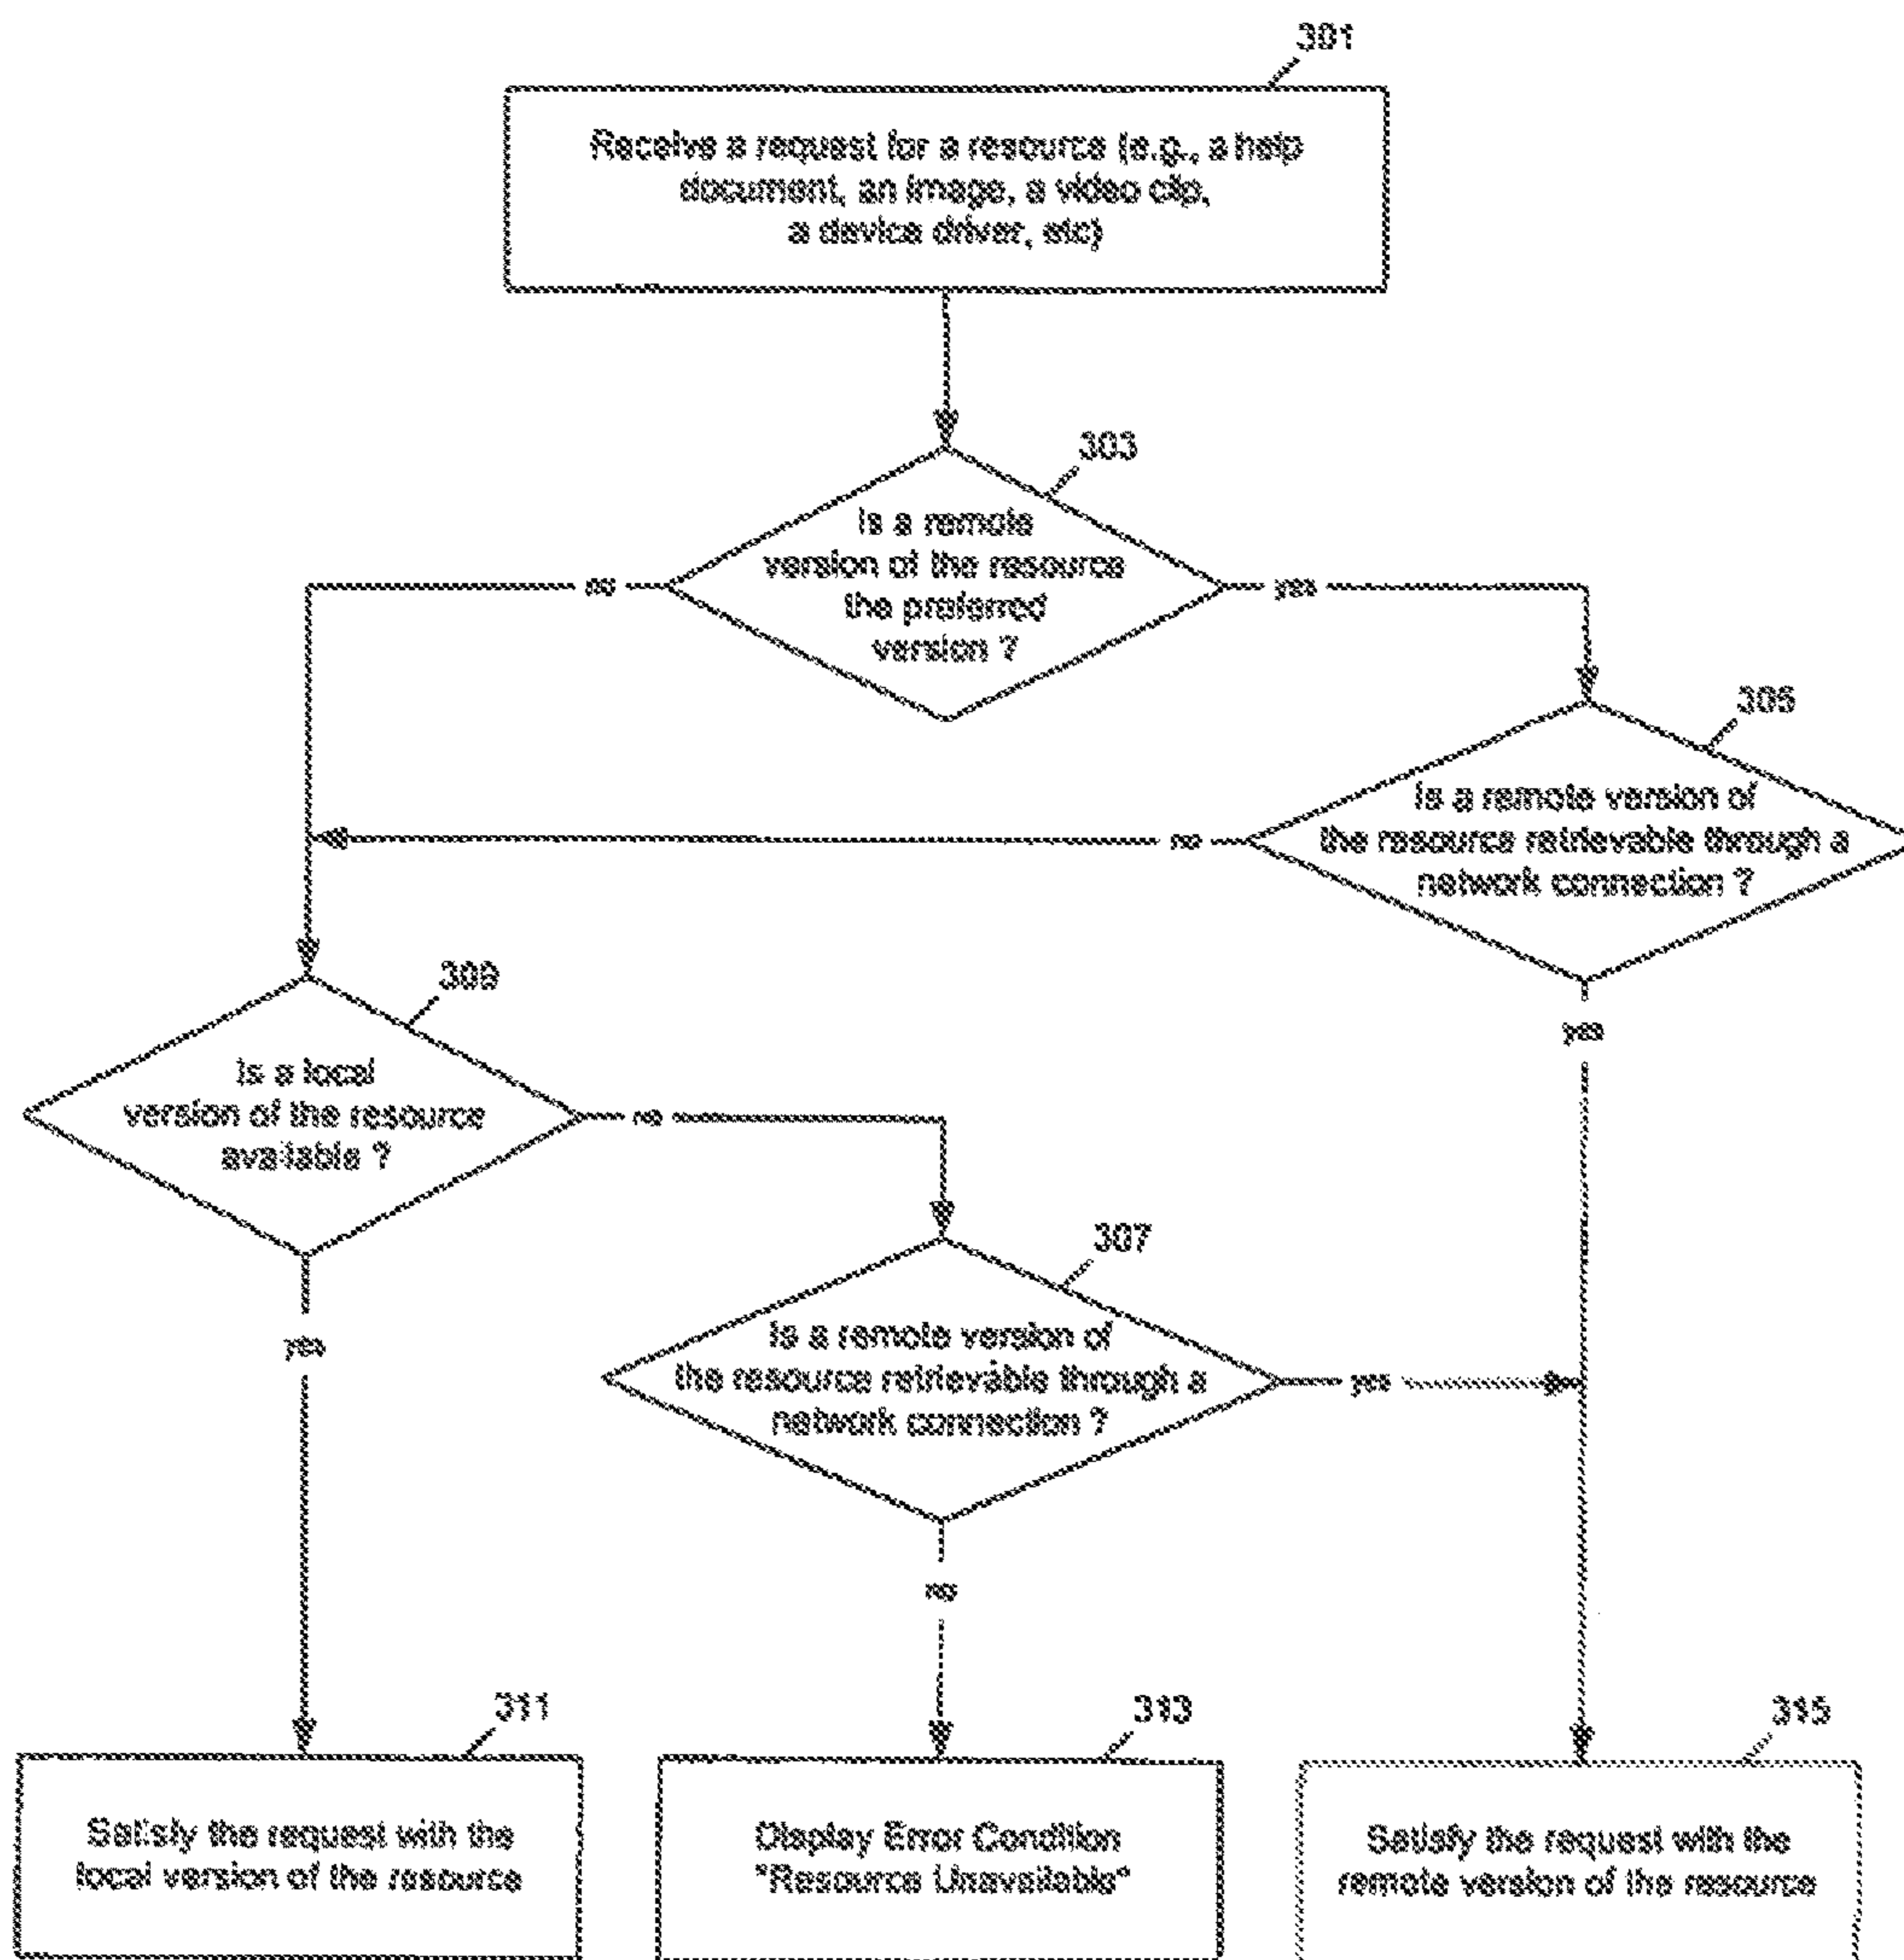 301
Receive a request for a resource (e.g., a help
document, an image, a video clip,
a device driver, etc)
303
Is a remote
version of the resource
the preferred
version ?
no
yes
305
Is a remote version of
the resource retrievable through a
network connection ?
no
yes
309
Is a local
version of the resource
available ?
no
yes
307
Is a remote version of
the resource retrievable through a
network connection ?
yes
no
311
Satisfy the request with the
local version of the resource
313
Display Error Condition
"Resource Unavailable"
315
Satisfy the request with the
remote version of the resource